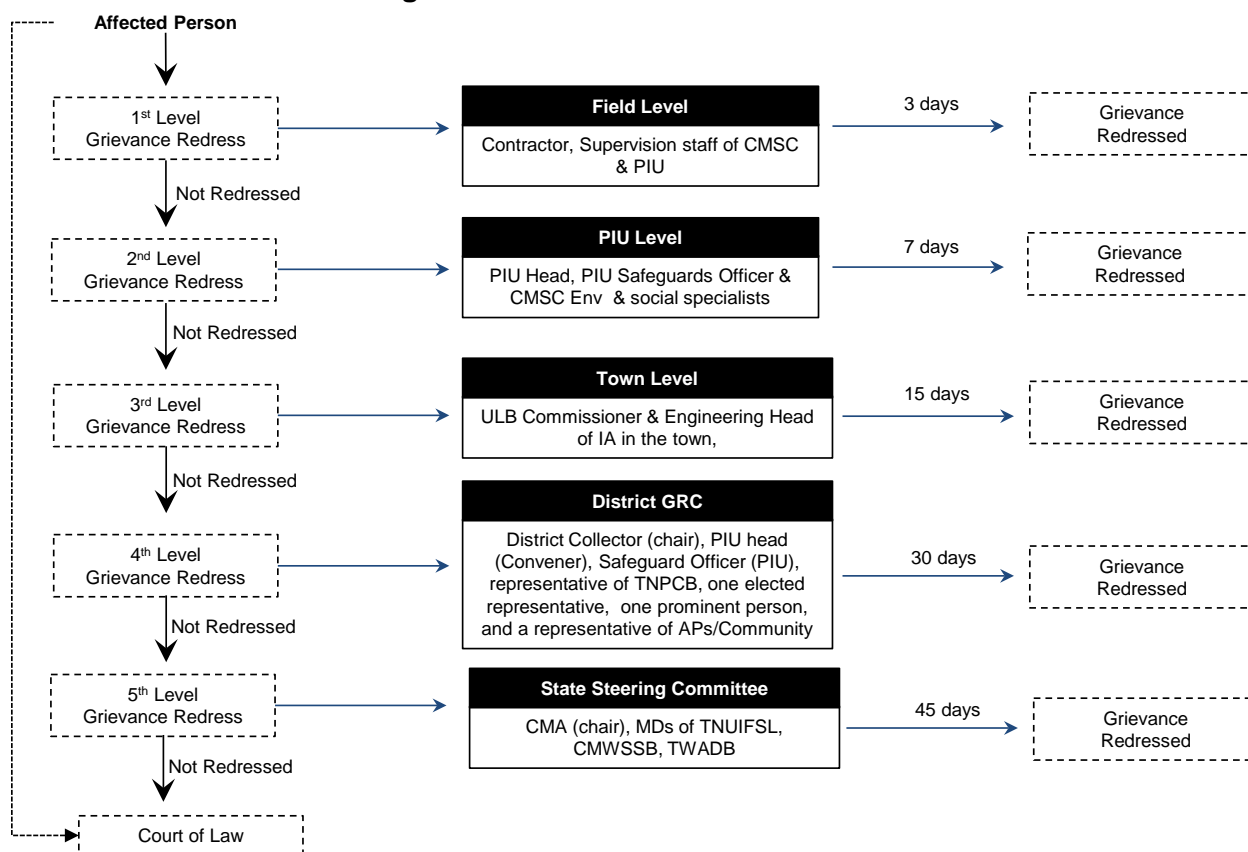 Affected Person
1st Level
Grievance Redress
Field Level
Contractor, Supervision staff of CMSC
& PIU
3 days
Grievance
Redressed
Not Redressed
2nd Level
Grievance Redress
PIU Level
PIU Head, PIU Safeguards Officer &
CMSC Env & social specialists
7 days
Grievance
Redressed
Not Redressed
3rd Level
Grievance Redress
Town Level
ULB Commissioner & Engineering Head
of IA in the town,
15 days
Grievance
Redressed
Not Redressed
4th Level
Grievance Redress
District GRC
District Collector (chair), PIU head
(Convener), Safeguard Officer (PIU),
representative of TNPCB, one elected
representative, one prominent person,
and a representative of APs/Community
30 days
Grievance
Redressed
Not Redressed
5th Level
Grievance Redress
State Steering Committee
CMA (chair), MDs of TNUIFSL,
CMWSSB, TWADB
45 days
Grievance
Redressed
Not Redressed
Court of Law